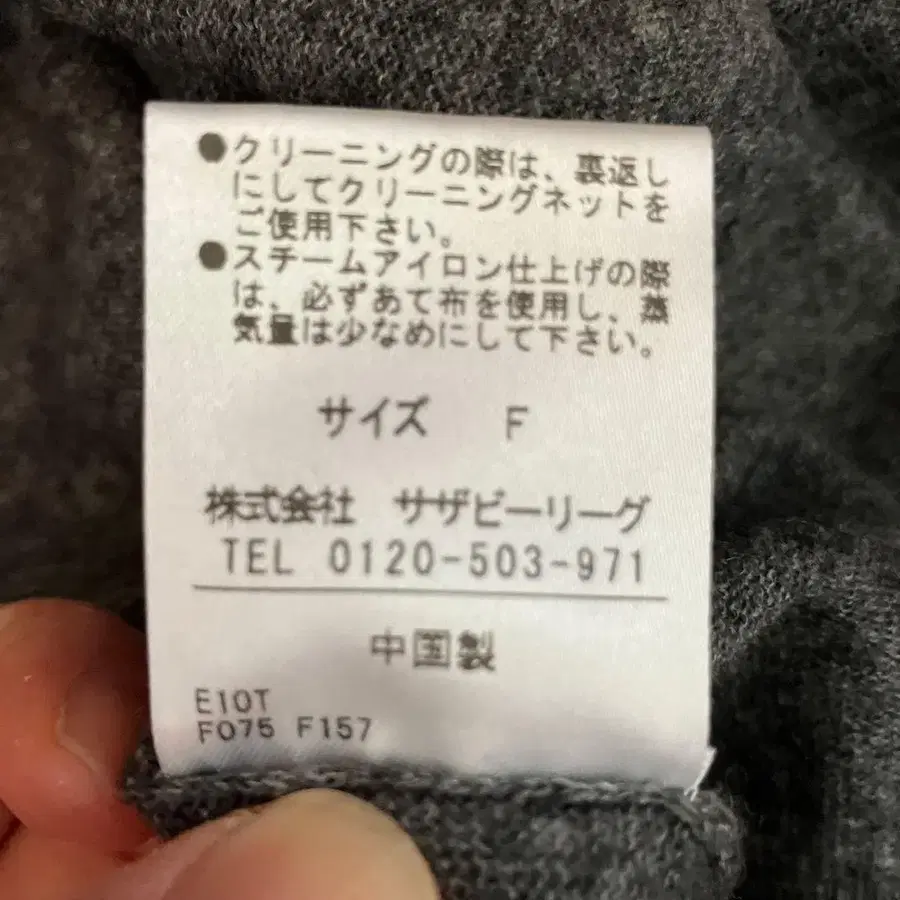 ●クリーニングの際は、裏返し
にしてクリーニングネットを
ご使用下さい。
●スチームアイロン仕上げの際
は、必ずあて布を使用し、蒸
気量は少なめにして下さい。
サイズ F
株式会社 サザビーリーグ
TEL 0120-503-971
中国製
E10T
F075 F157